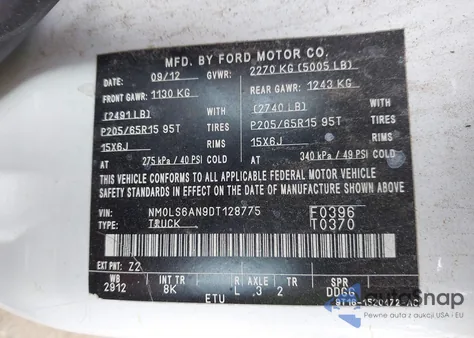 MFD. BY FORD MOTOR CO.
DATE: 09/12 GVWR: 2270 KG (5005 LB)
FRONT GAWR: 1130 KG REAR GAWR: 1243 KG
(2491 LB) WITH (2740 LB) WITH
P205/65R15 95T TIRES P205/65R15 95T TIRES
15X6J RIMS 15X6J RIMS
AT 275 kPa / 40 PSI COLD AT 340 kPa / 49 PSI COLD
THIS VEHICLE CONFORMS TO ALL APPLICABLE FEDERAL MOTOR VEHICLE
SAFETY STANDARDS IN EFFECT ON THE DATE OF MANUFACTURE SHOWN ABOVE.
VIN: NM0LS6AN9DT128775 F0396
TYPE: TRUCK T0370
EXT PNT: Z2
WB INT TR R AXLE TR SPR
2912 8K L 3 2 DDGG
ETU
autoSnap
Pewne auta z USA i z dostawą